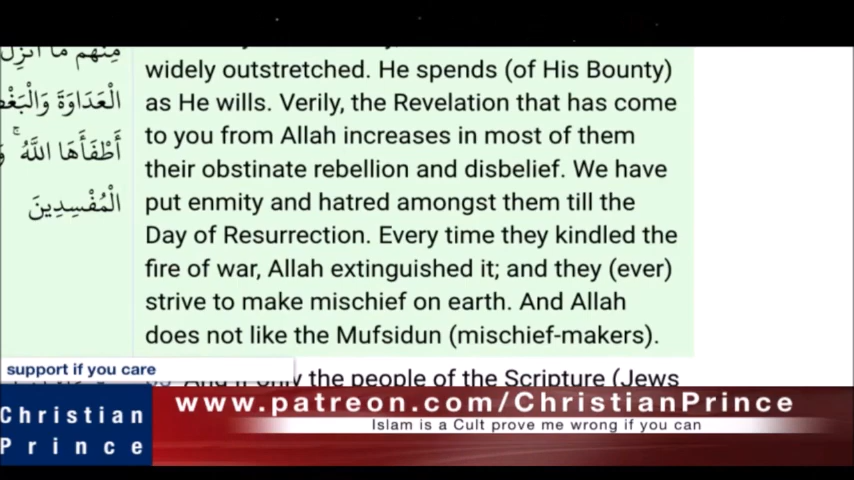 مِنْهُم مَّا أُنزِلَ
الْعَدَاوَةَ وَالْبَغْضَ
أَطْفَأَهَا اللَّهُ ۚ وَ
الْمُفْسِدِينَ
widely outstretched. He spends (of His Bounty)
as He wills. Verily, the Revelation that has come
to you from Allah increases in most of them
their obstinate rebellion and disbelief. We have
put enmity and hatred amongst them till the
Day of Resurrection. Every time they kindled the
fire of war, Allah extinguished it; and they (ever)
strive to make mischief on earth. And Allah
does not like the Mufsidun (mischief-makers).
And if only the people of the Scripture (Jews
support if you care
Christian
Prince
www.patreon.com/ChristianPrince
Islam is a Cult prove me wrong if you can